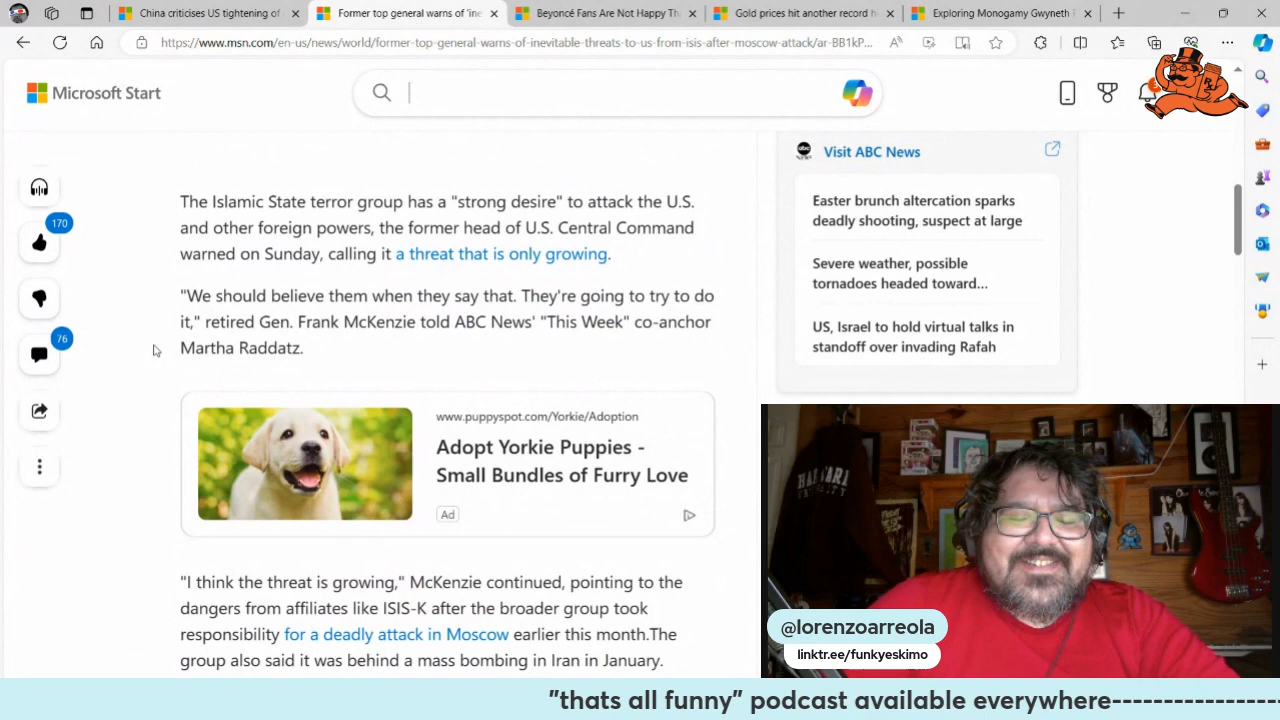 China criticises US tightening of
Former top general warns of 'ine
Beyoncé Fans Are Not Happy Th
Gold prices hit another record h
Exploring Monogamy Gwyneth F
https://www.msn.com/en-us/news/world/former-top-general-warns-of-inevitable-threats-to-us-from-isis-after-moscow-attack/ar-BB1kP...
Microsoft Start
The Islamic State terror group has a "strong desire" to attack the U.S.
and other foreign powers, the former head of U.S. Central Command
warned on Sunday, calling it a threat that is only growing.
170
76
"We should believe them when they say that. They're going to try to do
it," retired Gen. Frank McKenzie told ABC News' "This Week" co-anchor
Martha Raddatz.
www.puppyspot.com/Yorkie/Adoption
Adopt Yorkie Puppies -
Small Bundles of Furry Love
Ad
"I think the threat is growing," McKenzie continued, pointing to the
dangers from affiliates like ISIS-K after the broader group took
responsibility for a deadly attack in Moscow earlier this month.The
group also said it was behind a mass bombing in Iran in January.
abc
Visit ABC News
Easter brunch altercation sparks
deadly shooting, suspect at large
Severe weather, possible
tornadoes headed toward...
US, Israel to hold virtual talks in
standoff over invading Rafah
@lorenzoarreola
linktr.ee/funkyeskimo
"thats all funny" podcast available everywhere----------------